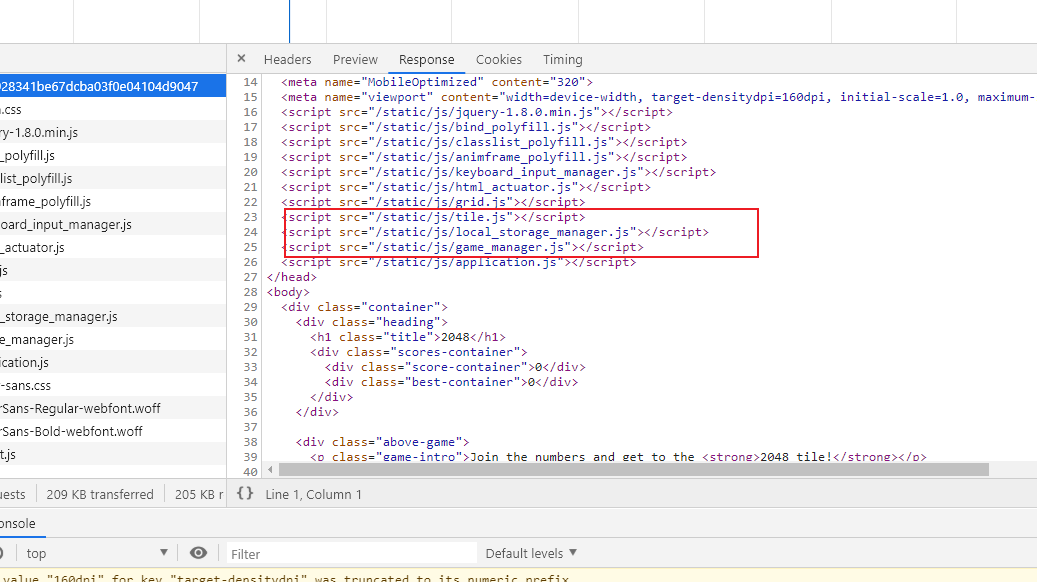 × Headers Preview Response Cookies Timing
028341be67dcba03f0e04104d9047
.css
ry-1.8.0.min.js
_polyfill.js
list_polyfill.js
nframe_polyfill.js
oard_input_manager.js
_actuator.js
js
_storage_manager.js
e_manager.js
ication.js
-sans.css
rSans-Regular-webfont.woff
rSans-Bold-webfont.woff
t.js
14 <meta name="MobileOptimized" content="320">
15 <meta name="viewport" content="width=device-width, target-densitydpi=160dpi, initial-scale=1.0, maximum-
16 <script src="/static/js/jquery-1.8.0.min.js"></script>
17 <script src="/static/js/bind_polyfill.js"></script>
18 <script src="/static/js/classlist_polyfill.js"></script>
19 <script src="/static/js/animframe_polyfill.js"></script>
20 <script src="/static/js/keyboard_input_manager.js"></script>
21 <script src="/static/js/html_actuator.js"></script>
22 <script src="/static/js/grid.js"></script>
23 <script src="/static/js/tile.js"></script>
24 <script src="/static/js/local_storage_manager.js"></script>
25 <script src="/static/js/game_manager.js"></script>
26 <script src="/static/js/application.js"></script>
27 </head>
28 <body>
29 <div class="container">
30 <div class="heading">
31 <h1 class="title">2048</h1>
32 <div class="scores-container">
33 <div class="score-container">0</div>
34 <div class="best-container">0</div>
35 </div>
36 </div>
37
38 <div class="above-game">
39 <p class="game-intro">Join the numbers and get to the <strong>2048 tile!</strong></p>
40
uests 209 KB transferred 205 KB r {} Line 1, Column 1
onsole
top ▼ Filter Default levels ▼
value "160dpi" for key "target-densitydpi" was truncated to its numeric prefix.